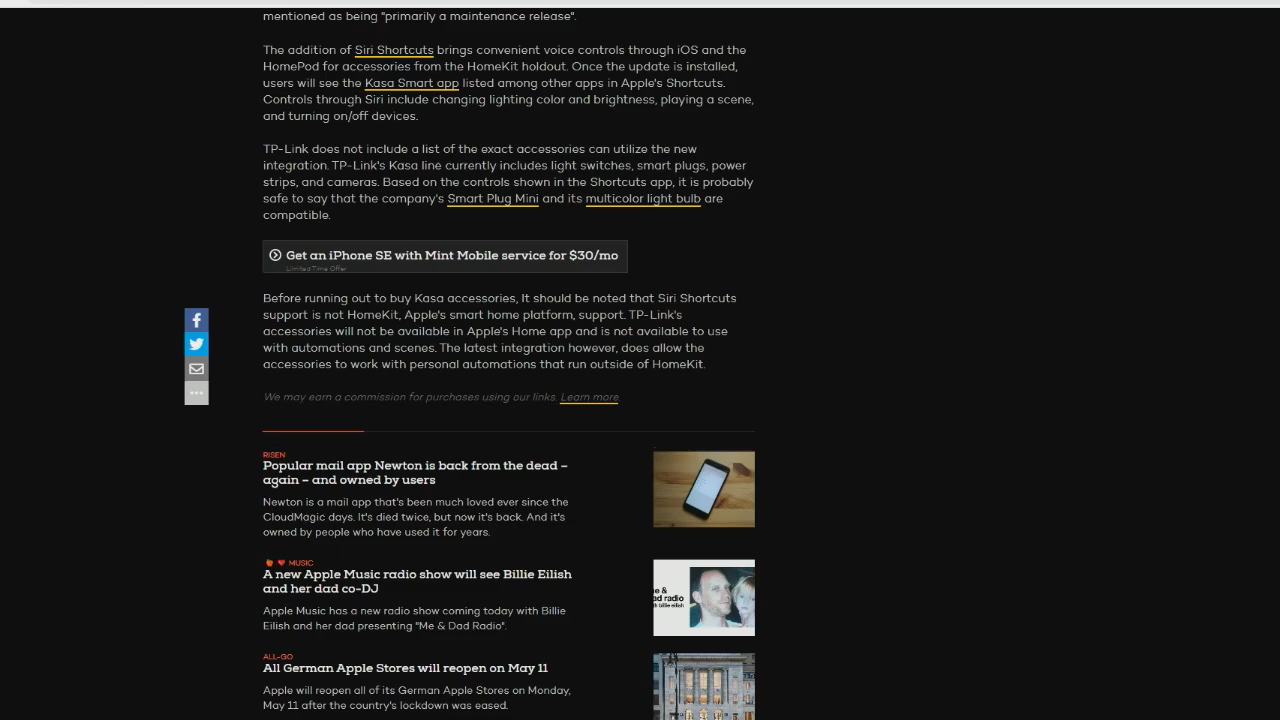 mentioned as being "primarily a maintenance release".
The addition of Siri Shortcuts brings convenient voice controls through iOS and the
HomePod for accessories from the HomeKit holdout. Once the update is installed,
users will see the Kasa Smart app listed among other apps in Apple's Shortcuts.
Controls through Siri include changing lighting color and brightness, playing a scene,
and turning on/off devices.
TP-Link does not include a list of the exact accessories can utilize the new
integration. TP-Link's Kasa line currently includes light switches, smart plugs, power
strips, and cameras. Based on the controls shown in the Shortcuts app, it is probably
safe to say that the company's Smart Plug Mini and its multicolor light bulb are
compatible.
Get an iPhone SE with Mint Mobile service for $30/mo
Limited Time Offer
Before running out to buy Kasa accessories, It should be noted that Siri Shortcuts
support is not HomeKit, Apple's smart home platform, support. TP-Link's
accessories will not be available in Apple's Home app and is not available to use
with automations and scenes. The latest integration however, does allow the
accessories to work with personal automations that run outside of HomeKit.
We may earn a commission for purchases using our links. Learn more.
RISEN
Popular mail app Newton is back from the dead –
again – and owned by users
Newton is a mail app that's been much loved ever since the
CloudMagic days. It's died twice, but now it's back. And it's
owned by people who have used it for years.
MUSIC
A new Apple Music radio show will see Billie Eilish
and her dad co-DJ
Apple Music has a new radio show coming today with Billie
Eilish and her dad presenting "Me & Dad Radio".
e &
ad radio
th billie eilish
ALL-GO
All German Apple Stores will reopen on May 11
Apple will reopen all of its German Apple Stores on Monday,
May 11 after the country's lockdown was eased.